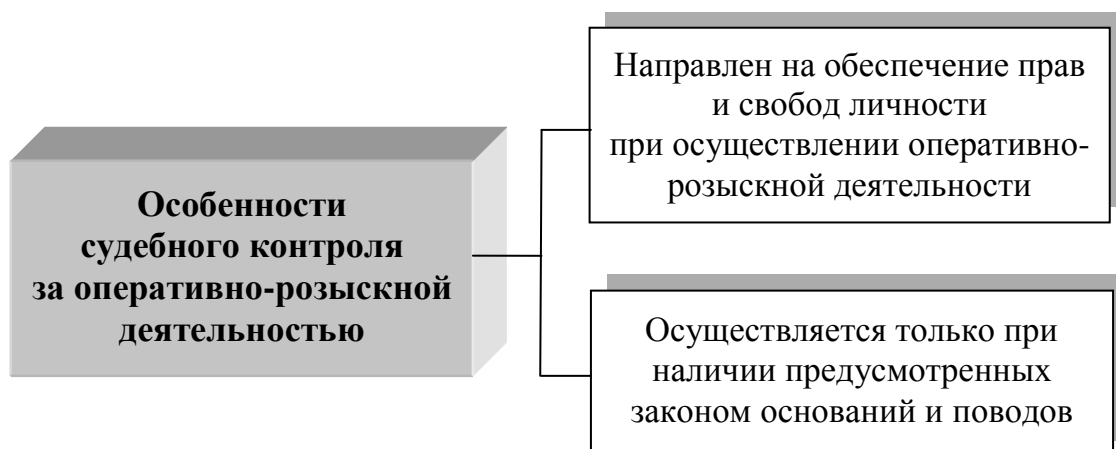 Особенности
судебного контроля
за оперативно-розыскной
деятельностью
Направлен на обеспечение прав
и свобод личности
при осуществлении оперативно-
розыскной деятельности
Осуществляется только при
наличии предусмотренных
законом оснований и поводов